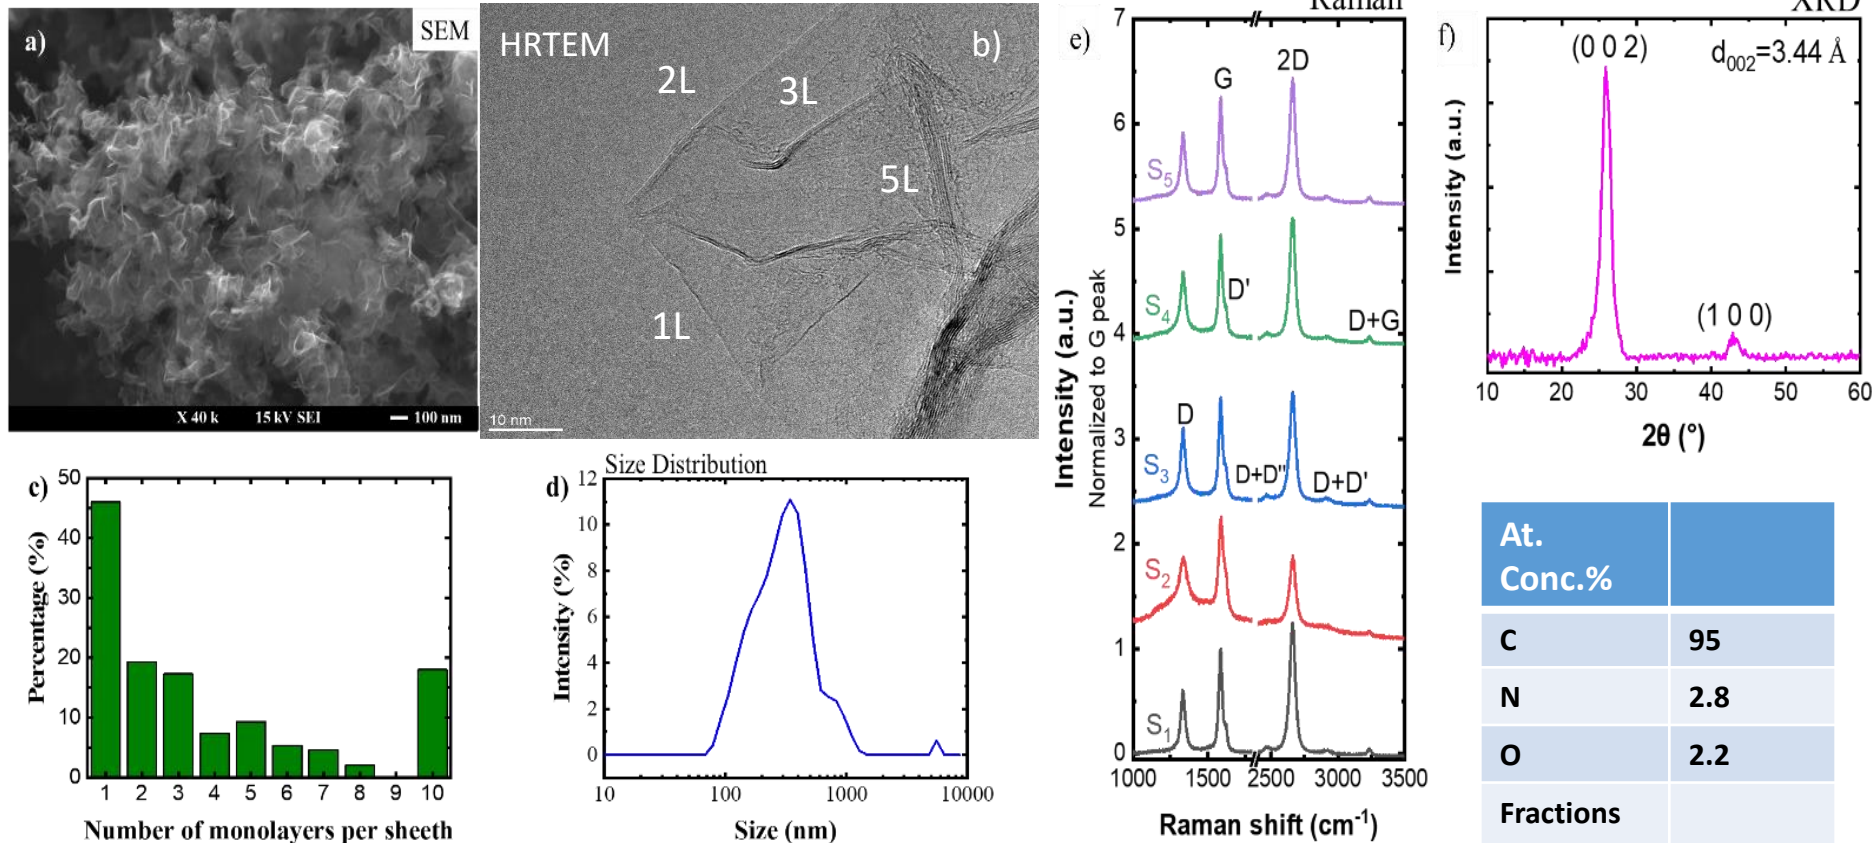 a)
SEM
X 40 k 15 kV SEI 100 nm
HRTEM
b)
2L
3L
5L
1L
10 nm
c)
50
40
30
20
10
0
Percentage (%)
1 2 3 4 5 6 7 8 9 10
Number of monolayers per sheeth
Size Distribution
d)
12
10
8
6
4
2
0
Intensity (%)
10 100 1000 10000
Size (nm)
Raman
e)
7
6
5
4
3
2
1
0
Intensity (a.u.)
Normalized to G peak
G
2D
S5
S4
D'
D+G
D
S3
D+D"
D+D'
S2
S1
1000 1500 2500 3000 3500
Raman shift (cm-1)
XRD
f)
(0 0 2)
d002=3.44 Å
(1 0 0)
Intensity (a.u.)
10 20 30 40 50 60
2θ (°)
At.
Conc.%
C 95
N 2.8
O 2.2
Fractions